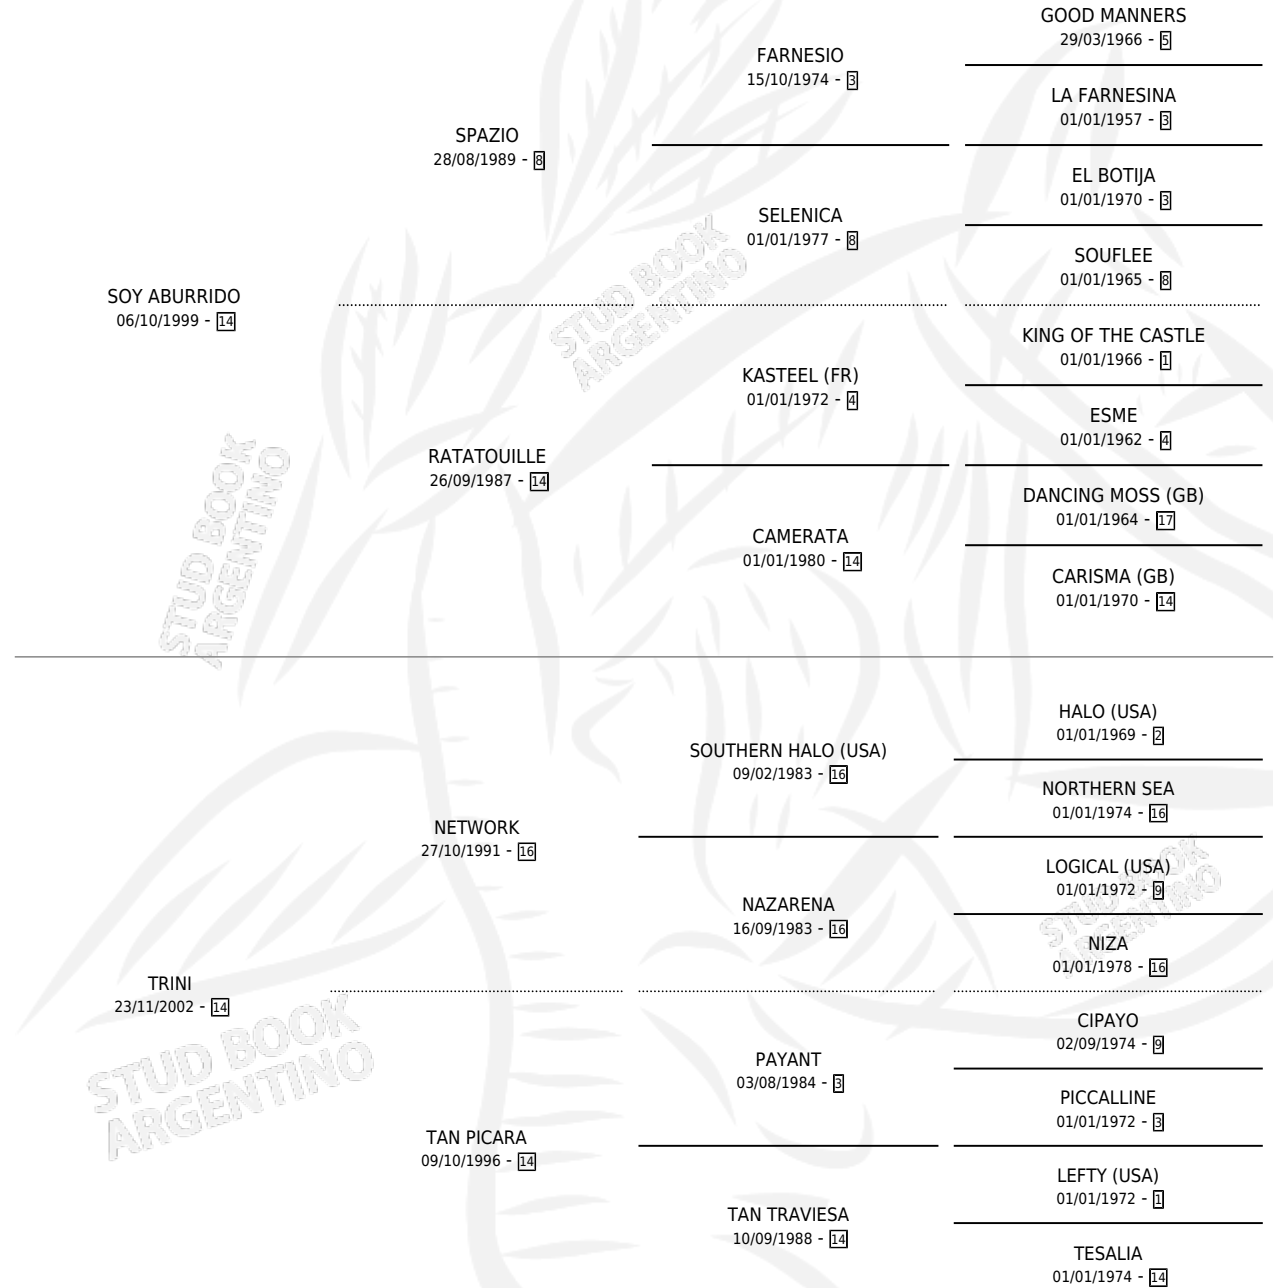 GOOD MANNERS
29/03/1966 - 5
FARNESIO
15/10/1974 - 3
LA FARNESINA
01/01/1957 - 3
SPAZIO
28/08/1989 - 8
EL BOTIJA
01/01/1970 - 3
SELENICA
01/01/1977 - 8
SOUFLEE
01/01/1965 - 8
SOY ABURRIDO
06/10/1999 - 14
KING OF THE CASTLE
01/01/1966 - 1
KASTEEL (FR)
01/01/1972 - 4
ESME
01/01/1962 - 4
RATATOUILLE
26/09/1987 - 14
DANCING MOSS (GB)
01/01/1964 - 17
CAMERATA
01/01/1980 - 14
CARISMA (GB)
01/01/1970 - 14
HALO (USA)
01/01/1969 - 2
SOUTHERN HALO (USA)
09/02/1983 - 16
NORTHERN SEA
01/01/1974 - 16
NETWORK
27/10/1991 - 16
LOGICAL (USA)
01/01/1972 - 9
NAZARENA
16/09/1983 - 16
NIZA
01/01/1978 - 16
TRINI
23/11/2002 - 14
CIPAYO
02/09/1974 - 9
PAYANT
03/08/1984 - 3
PICCALLINE
01/01/1972 - 3
TAN PICARA
09/10/1996 - 14
LEFTY (USA)
01/01/1972 - 1
TAN TRAVIESA
10/09/1988 - 14
TESALIA
01/01/1974 - 14
STUD BOOK
ARGENTINO
STUD BOOK
ARGENTINO
STUD BOOK
ARGENTINO
STUD BOOK
ARGENTINO